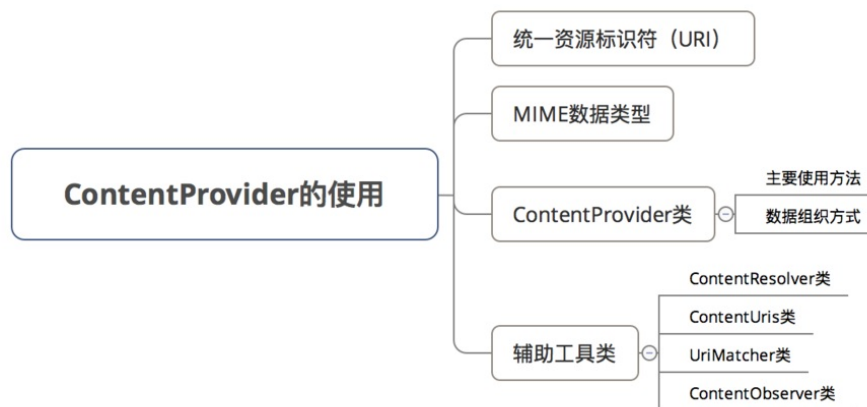 统一资源标识符（URI）
MIME数据类型
ContentProvider的使用
ContentProvider类
主要使用方法
数据组织方式
辅助工具类
ContentResolver类
ContentUris类
UriMatcher类
ContentObserver类